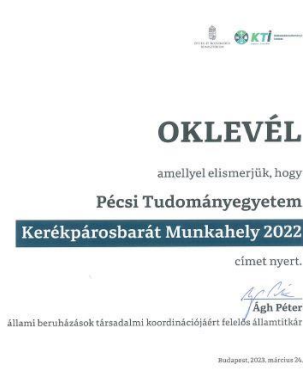 KTI
OKLEVÉL
amellyel elismerjük, hogy
Pécsi Tudományegyetem
Kerékpárosbarát Munkahely 2022
címet nyert.
Ágh Péter
állami beruházások társadalmi koordinációjáért felelős államtitkár
Budapest, 2023. március 24.